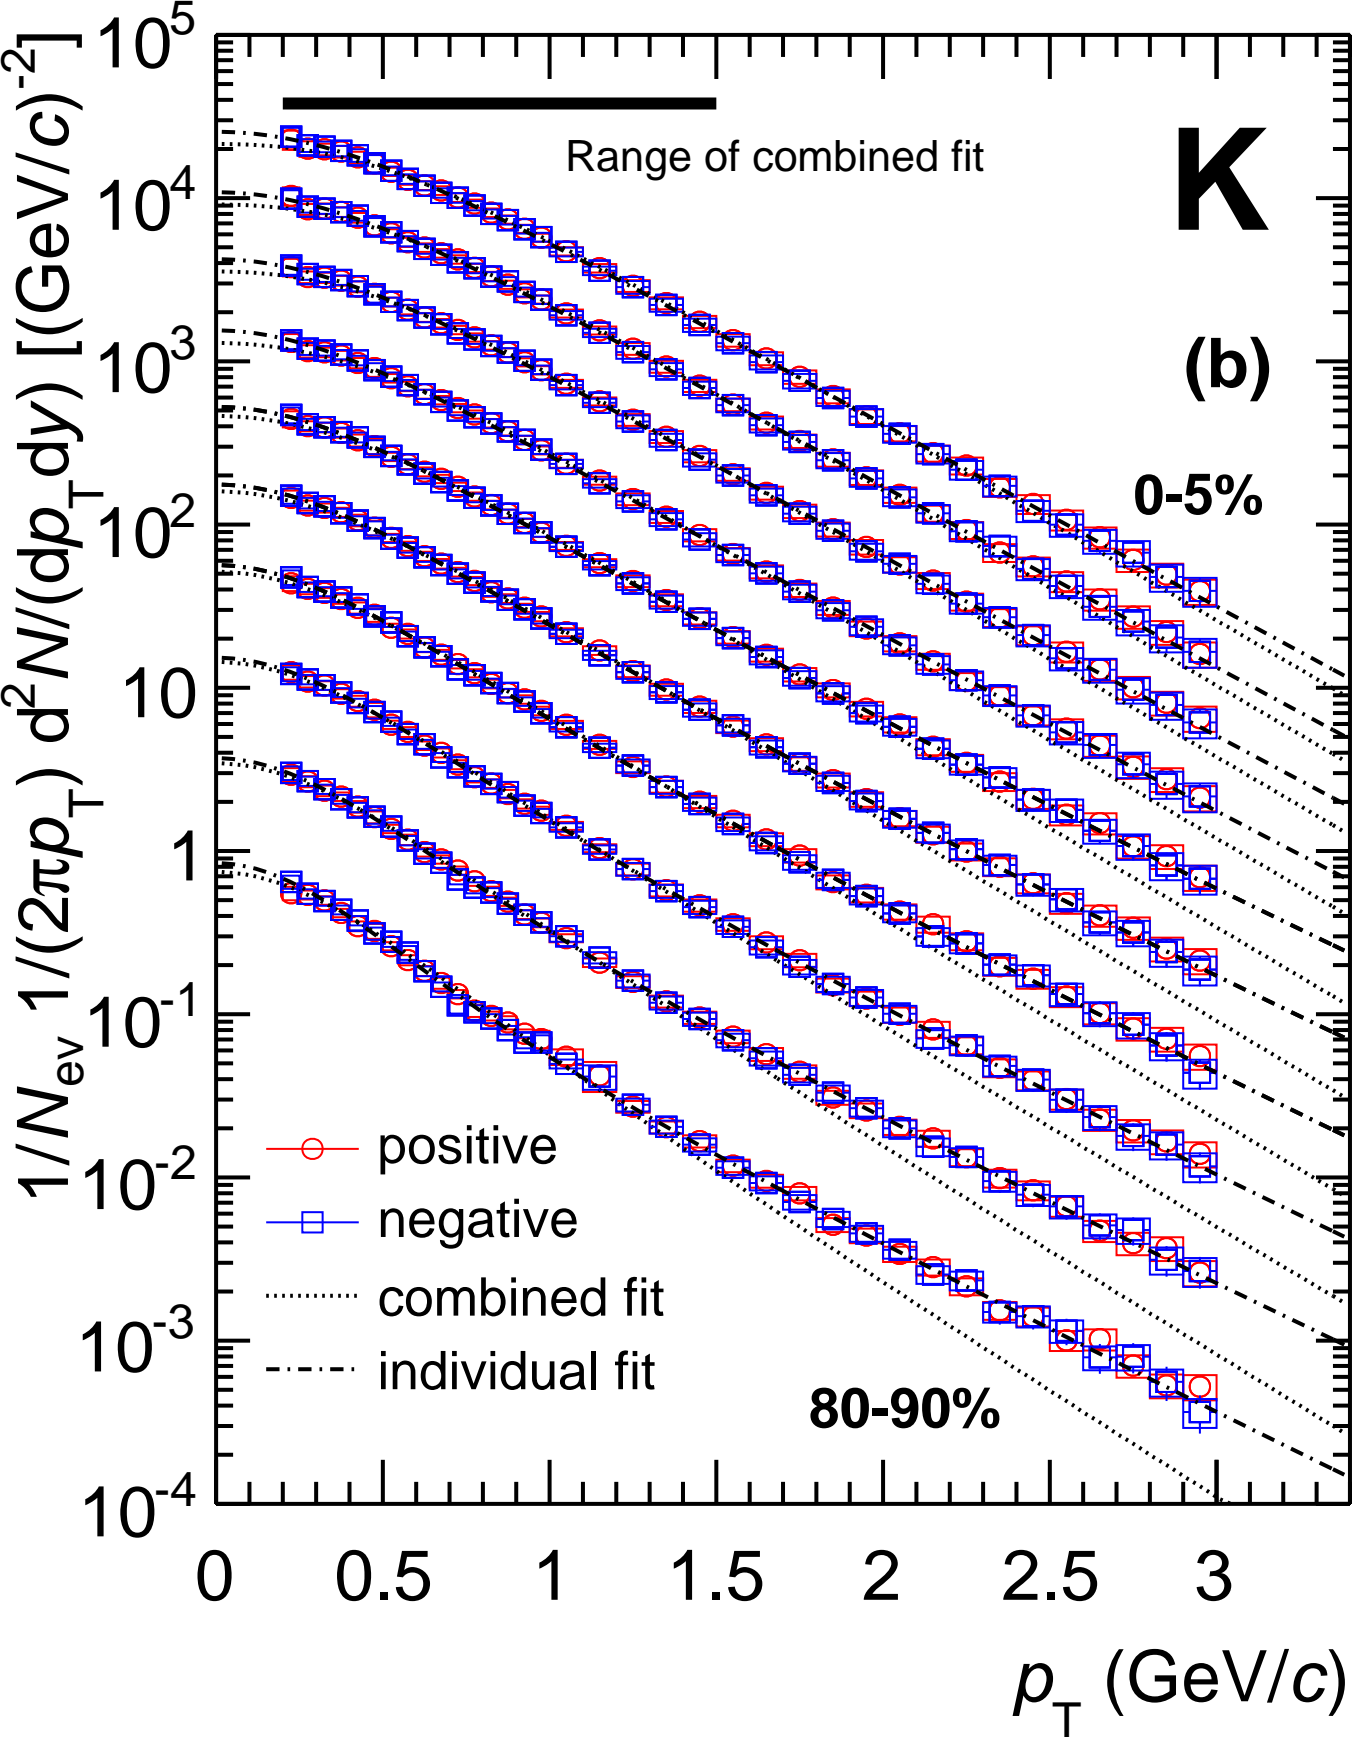 1/N_ev 1/(2πp_T) d²N/(dp_Tdy) [(GeV/c)⁻²]
10⁵
10⁴
10³
10²
10
1
10⁻¹
10⁻²
10⁻³
10⁻⁴
Range of combined fit
K
(b)
0-5%
positive
negative
combined fit
individual fit
80-90%
0 0.5 1 1.5 2 2.5 3
p_T (GeV/c)